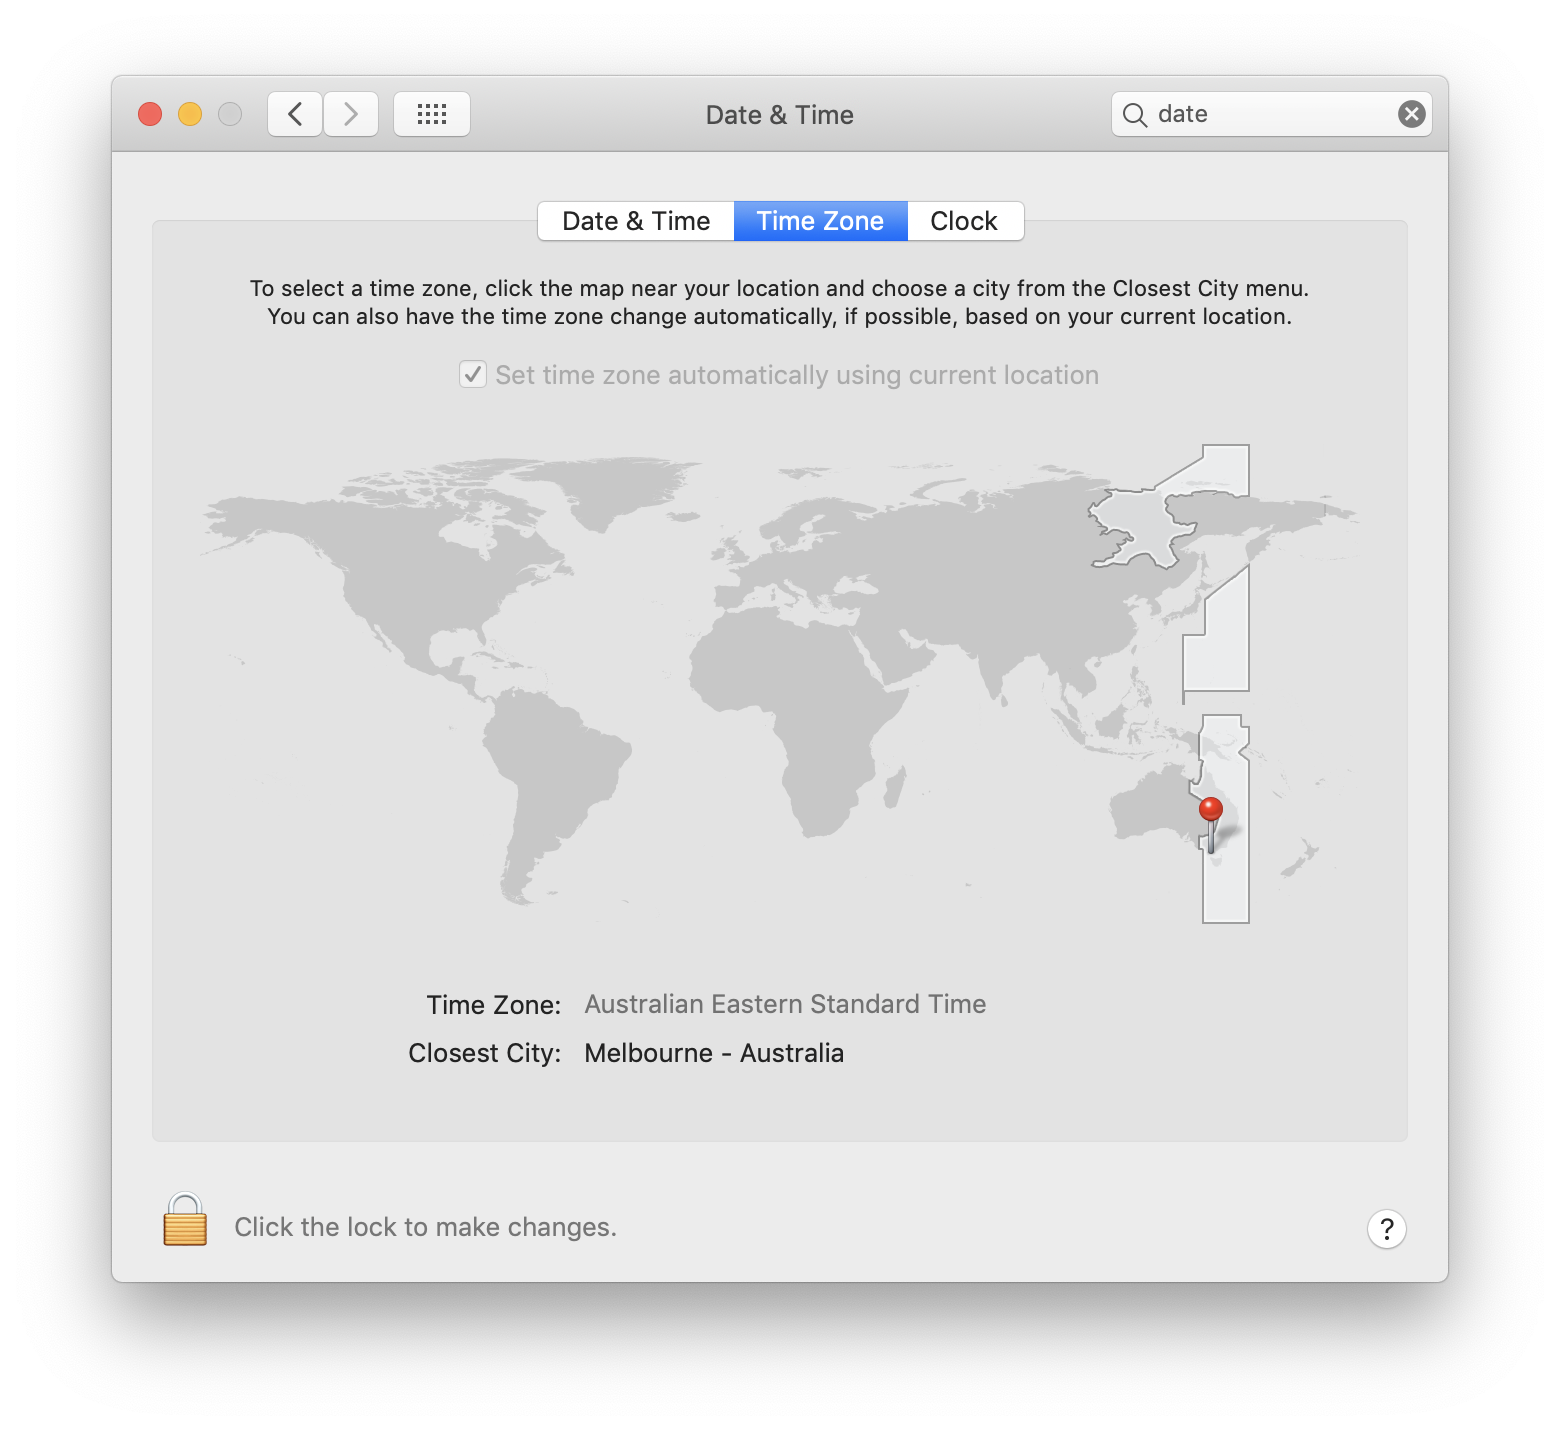 Date & Time
date
Date & Time
Time Zone
Clock
To select a time zone, click the map near your location and choose a city from the Closest City menu.
You can also have the time zone change automatically, if possible, based on your current location.
Set time zone automatically using current location
Time Zone: Australian Eastern Standard Time
Closest City: Melbourne - Australia
Click the lock to make changes.
?